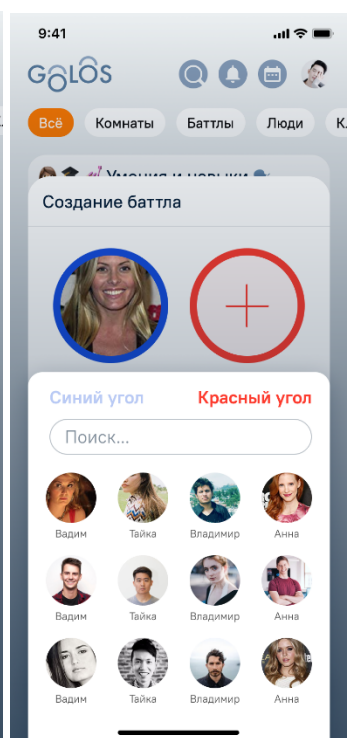 9:41
GOLOS
Всё Комнаты Баттлы Люди К
Умения и навыки
Создание баттла
Синий угол Красный угол
Поиск...
Вадим Тайка Владимир Анна
Вадим Тайка Владимир Анна
Вадим Тайка Владимир Анна